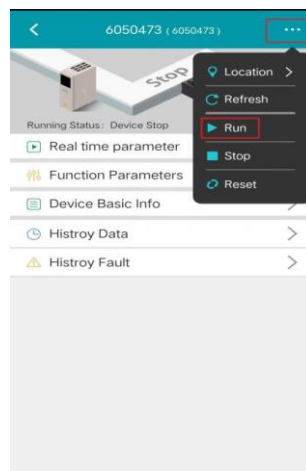 6050473 ( 6050473 )
Stop
Location
Refresh
Run
Stop
Reset
Running Status: Device Stop
Real time parameter
Function Parameters
Device Basic Info
Histroy Data
Histroy Fault